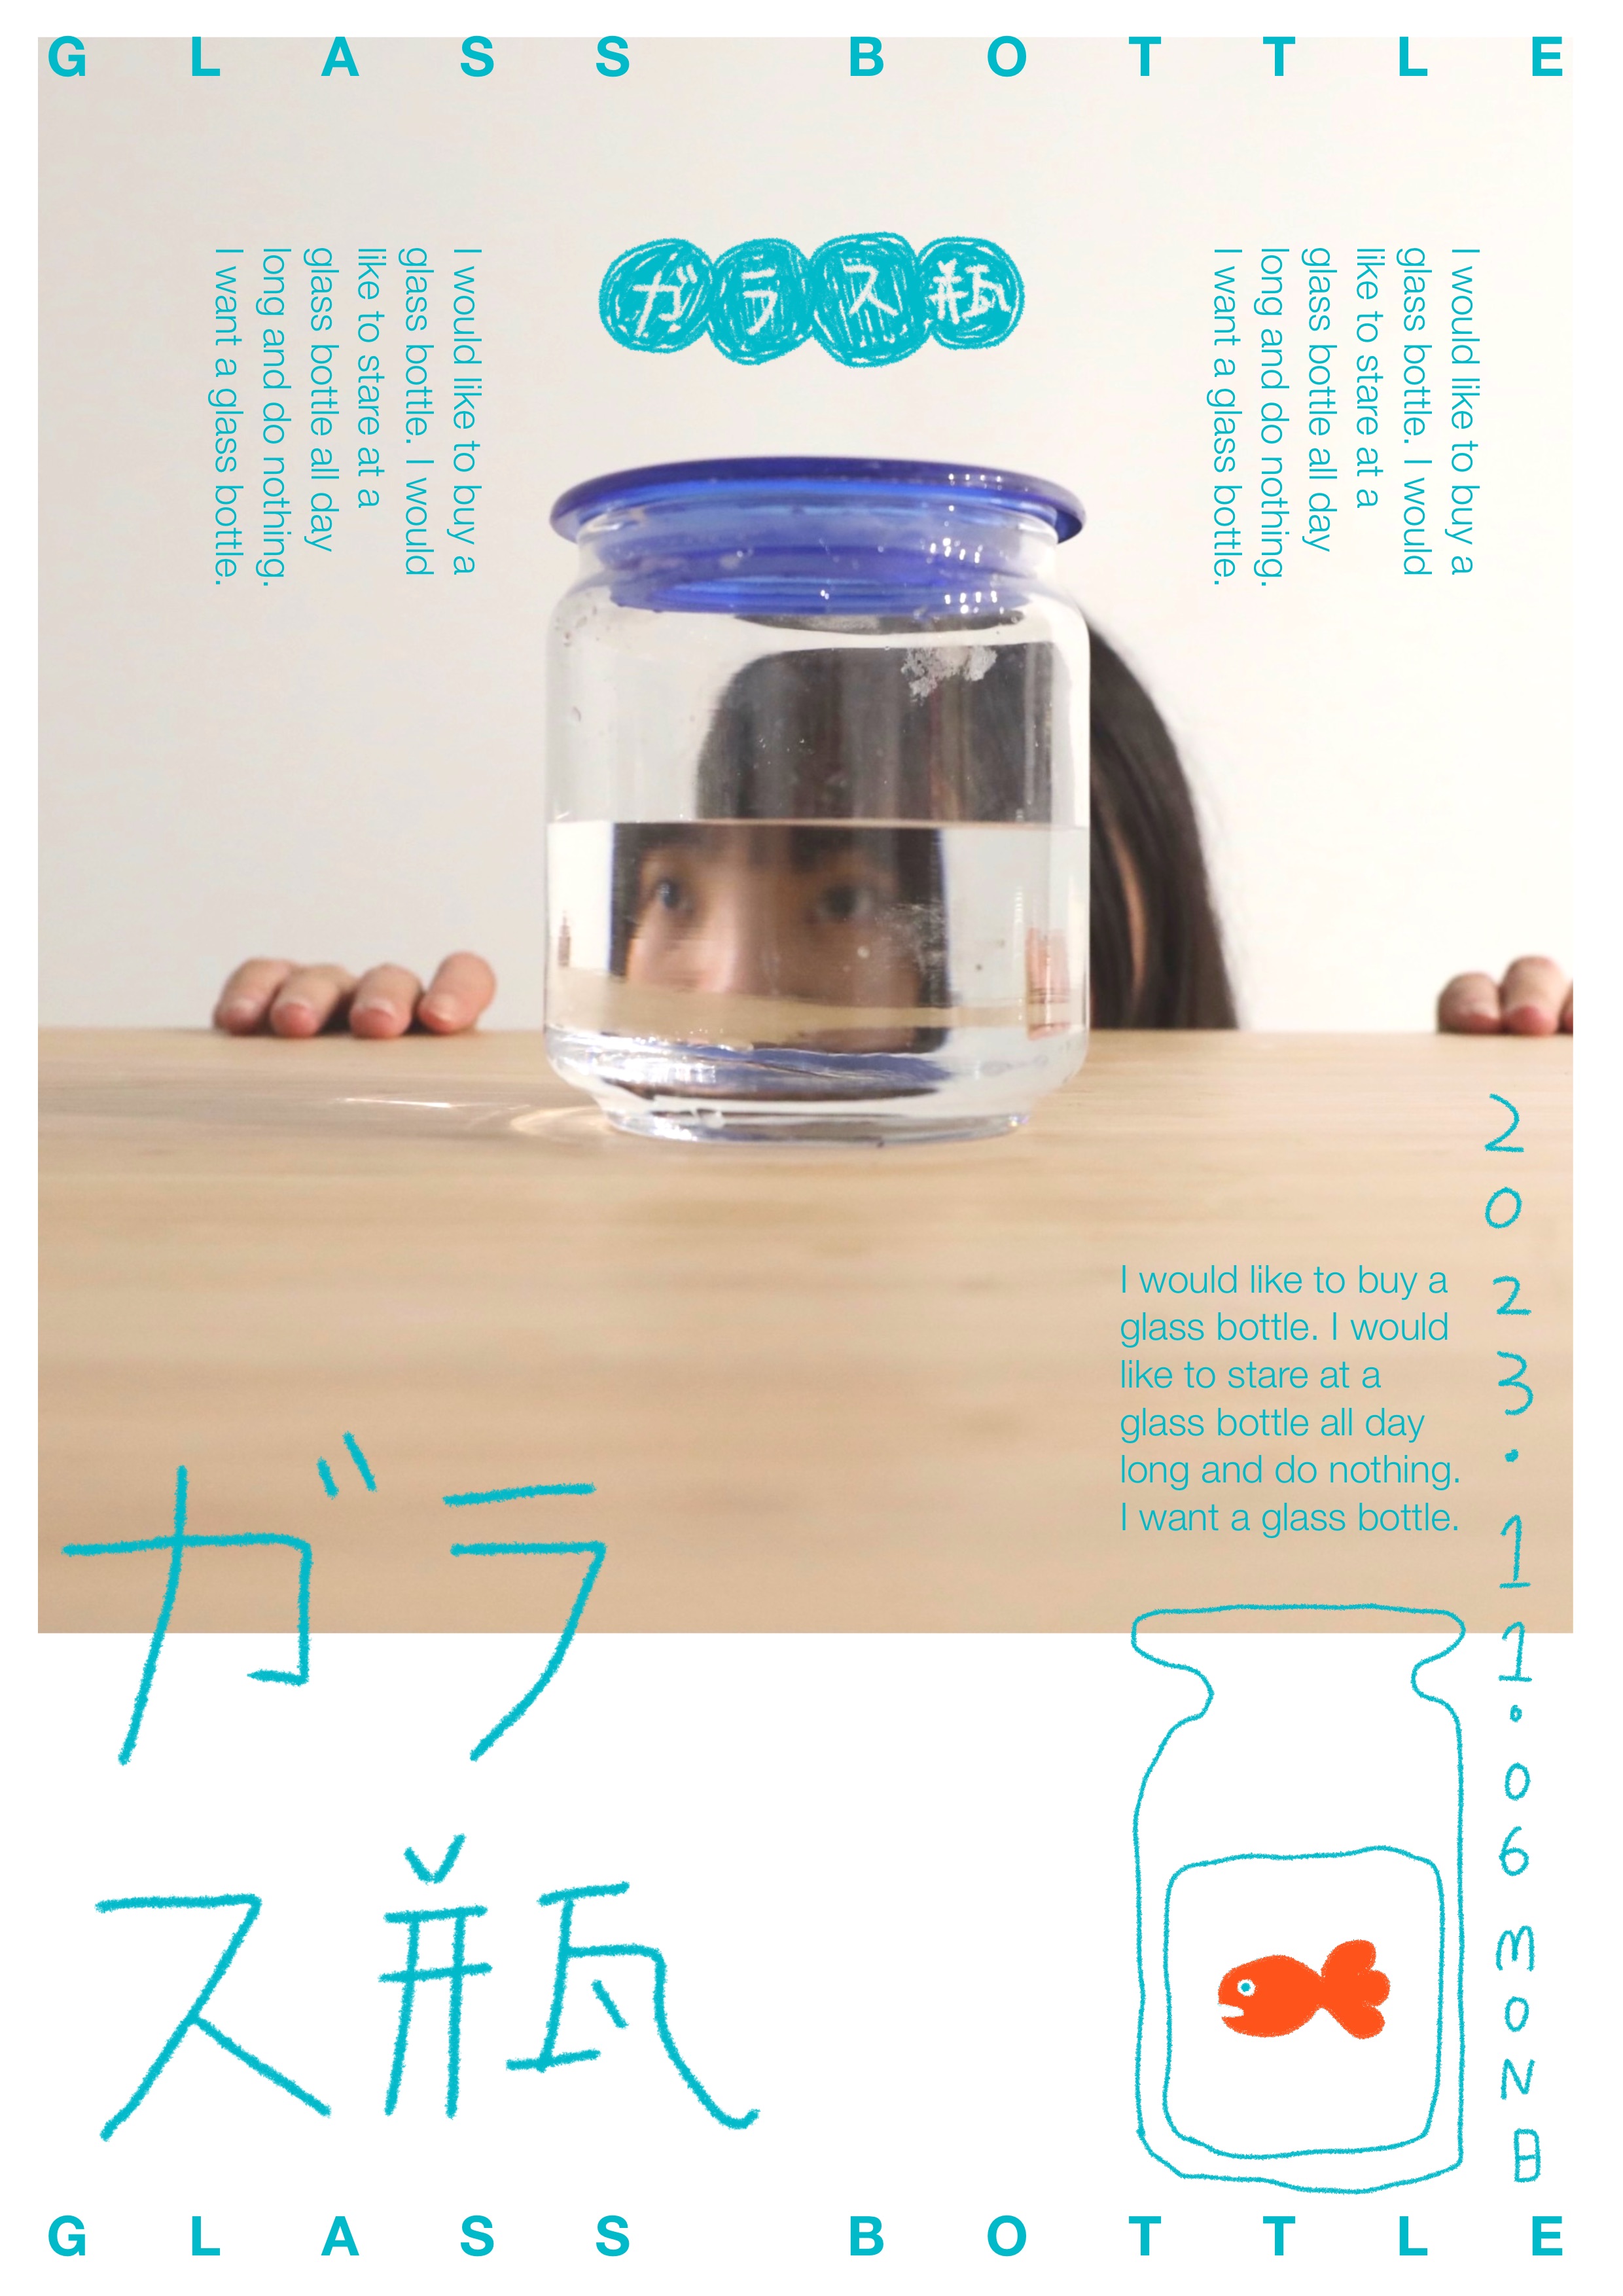 GLASS BOTTLE
ガラス瓶
I would like to buy a
glass bottle. I would
like to stare at a
glass bottle all day
long and do nothing.
I want a glass bottle.
I would like to buy a
glass bottle. I would
like to stare at a
glass bottle all day
long and do nothing.
I want a glass bottle.
I would like to buy a
glass bottle. I would
like to stare at a
glass bottle all day
long and do nothing.
I want a glass bottle.
2023.11.06 MON日
ガラ
ス瓶
GLASS BOTTLE